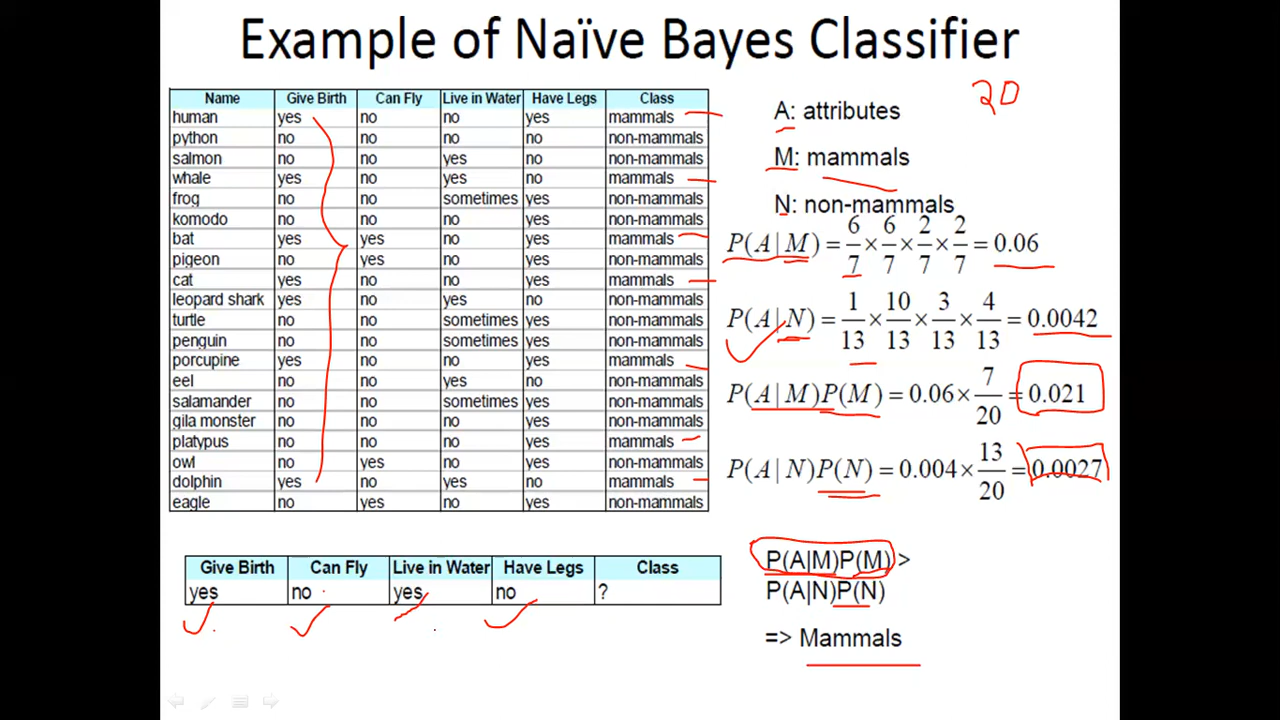 Example of Naïve Bayes Classifier
20
Name Give Birth Can Fly Live in Water Have Legs Class
human yes no no yes mammals
python no no no no non-mammals
salmon no no yes no non-mammals
whale yes no yes no mammals
frog no no sometimes yes non-mammals
komodo no no no yes non-mammals
bat yes yes no yes mammals
pigeon no yes no yes non-mammals
cat yes no no yes mammals
leopard shark yes no yes no non-mammals
turtle no no sometimes yes non-mammals
penguin no no sometimes yes non-mammals
porcupine yes no no yes mammals
eel no no yes no non-mammals
salamander no no sometimes yes non-mammals
gila monster no no no yes non-mammals
platypus no no no yes mammals
owl no yes no yes non-mammals
dolphin yes no yes no mammals
eagle no yes no yes non-mammals
Give Birth Can Fly Live in Water Have Legs Class
yes no yes no ?
A: attributes
M: mammals
N: non-mammals
P(A|M) = 6/7 × 6/7 × 2/7 × 2/7 = 0.06
P(A|N) = 1/13 × 10/13 × 3/13 × 4/13 = 0.0042
P(A|M)P(M) = 0.06 × 7/20 = 0.021
P(A|N)P(N) = 0.004 × 13/20 = 0.0027
P(A|M)P(M) >
P(A|N)P(N)
=> Mammals